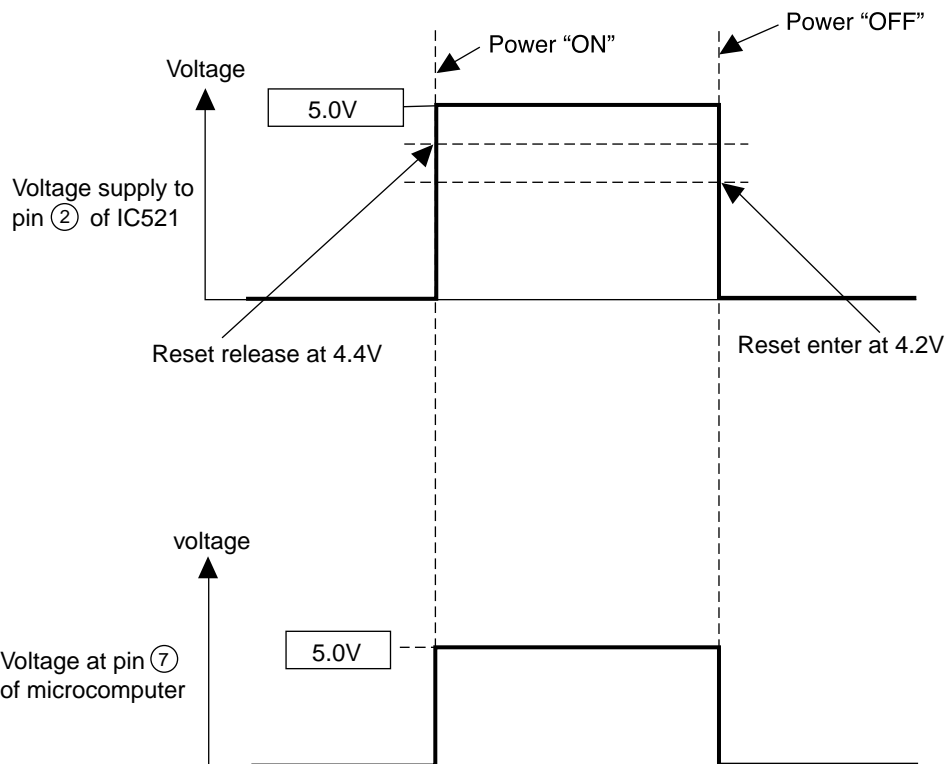 Power “OFF”
Power “ON”
Voltage
5.0V
Voltage supply to
pin ② of IC521
Reset release at 4.4V
Reset enter at 4.2V
voltage
5.0V
Voltage at pin ⑦
of microcomputer